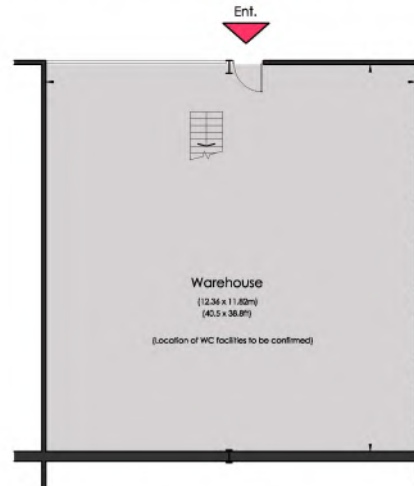 Ent.
Warehouse
(12.36 x 11.82m)
(40.5 x 38.8ft)
(Location of WC facilities to be confirmed)